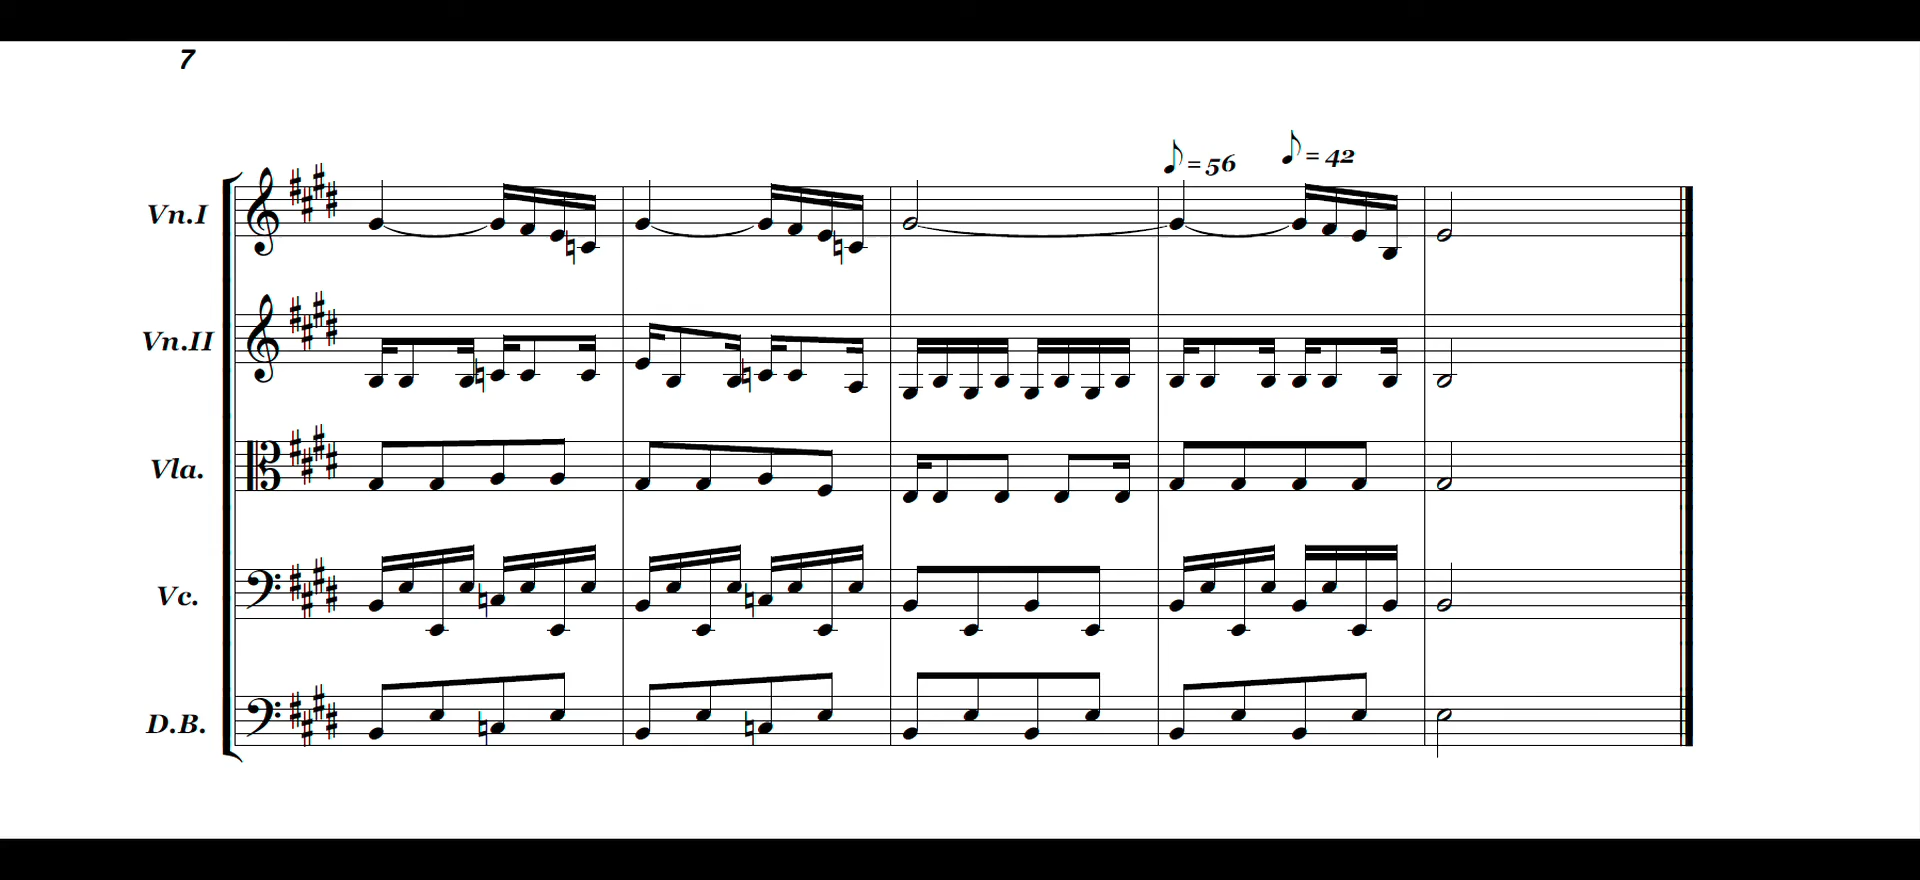 7
= 56
= 42
Vn.I
Vn.II
Vla.
Vc.
D.B.